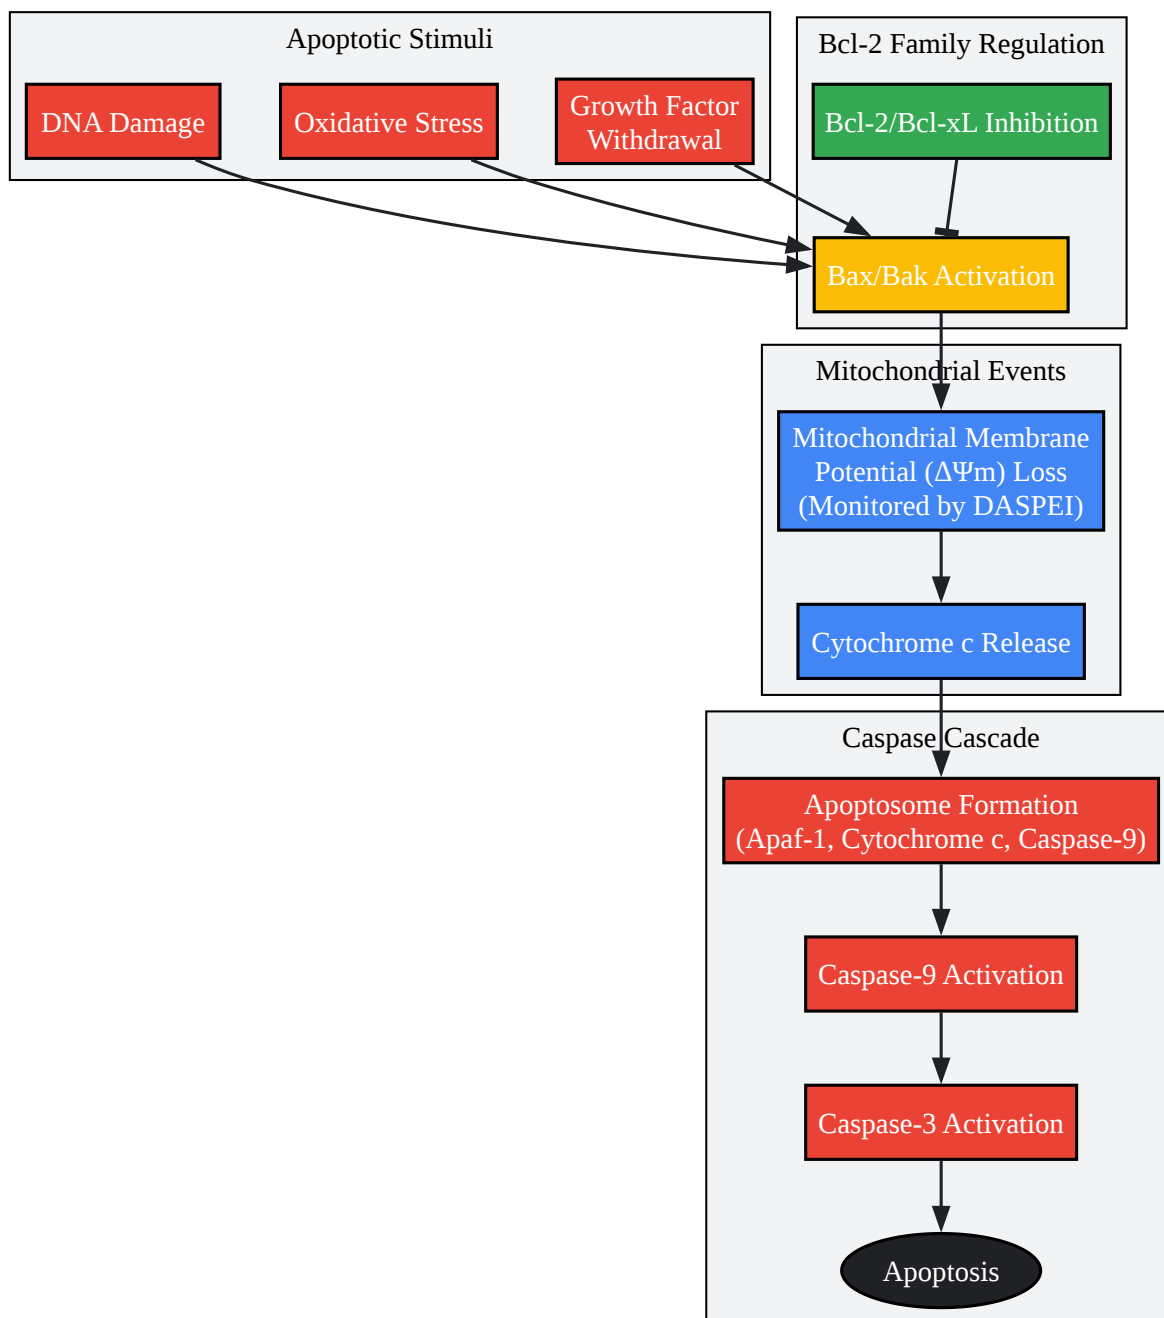 Apoptotic Stimuli
DNA Damage
Oxidative Stress
Growth Factor
Withdrawal
Bcl-2 Family Regulation
Bcl-2/Bcl-xL Inhibition
Bax/Bak Activation
Mitochondrial Events
Mitochondrial Membrane
Potential (ΔΨm) Loss
(Monitored by DASPEI)
Cytochrome c Release
Caspase Cascade
Apoptosome Formation
(Apaf-1, Cytochrome c, Caspase-9)
Caspase-9 Activation
Caspase-3 Activation
Apoptosis